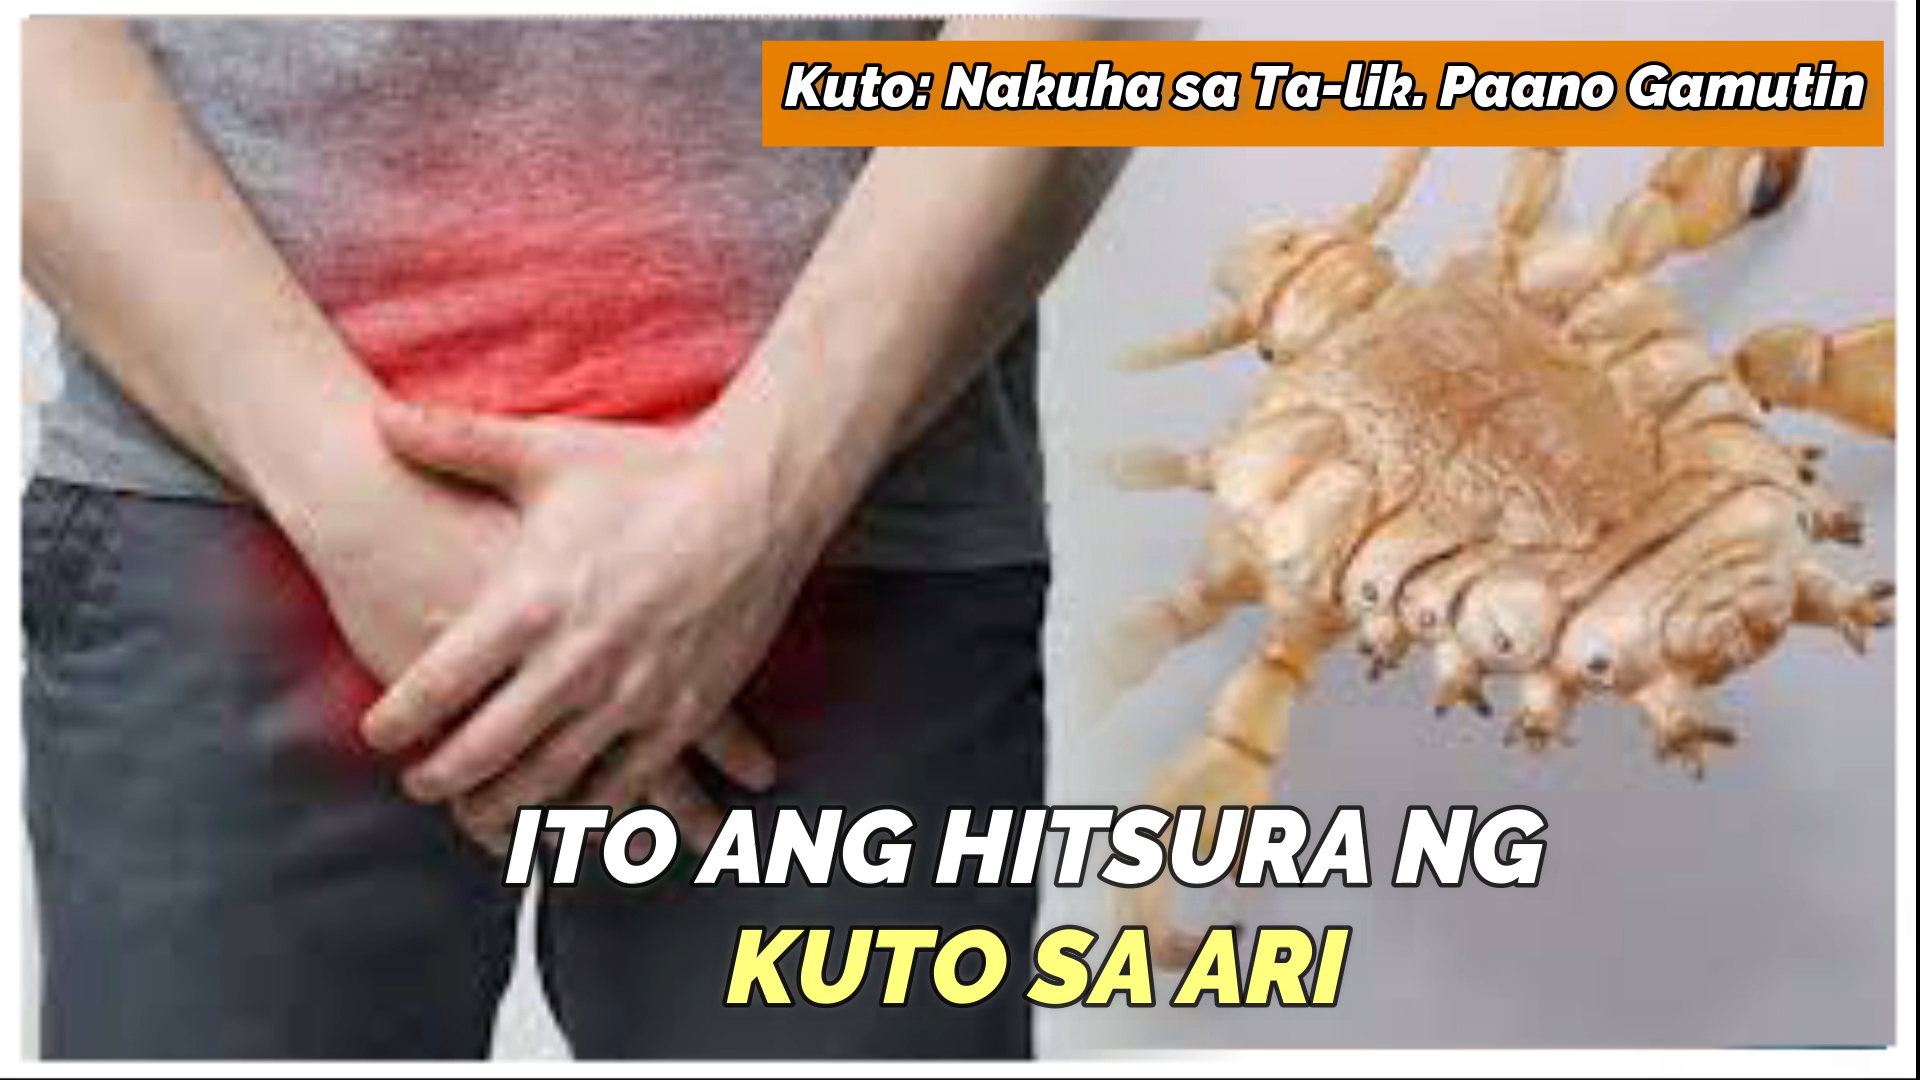 Kuto: Nakuha sa Ta-lik. Paano Gamutin
ITO ANG HITSURA NG
KUTO SA ARI